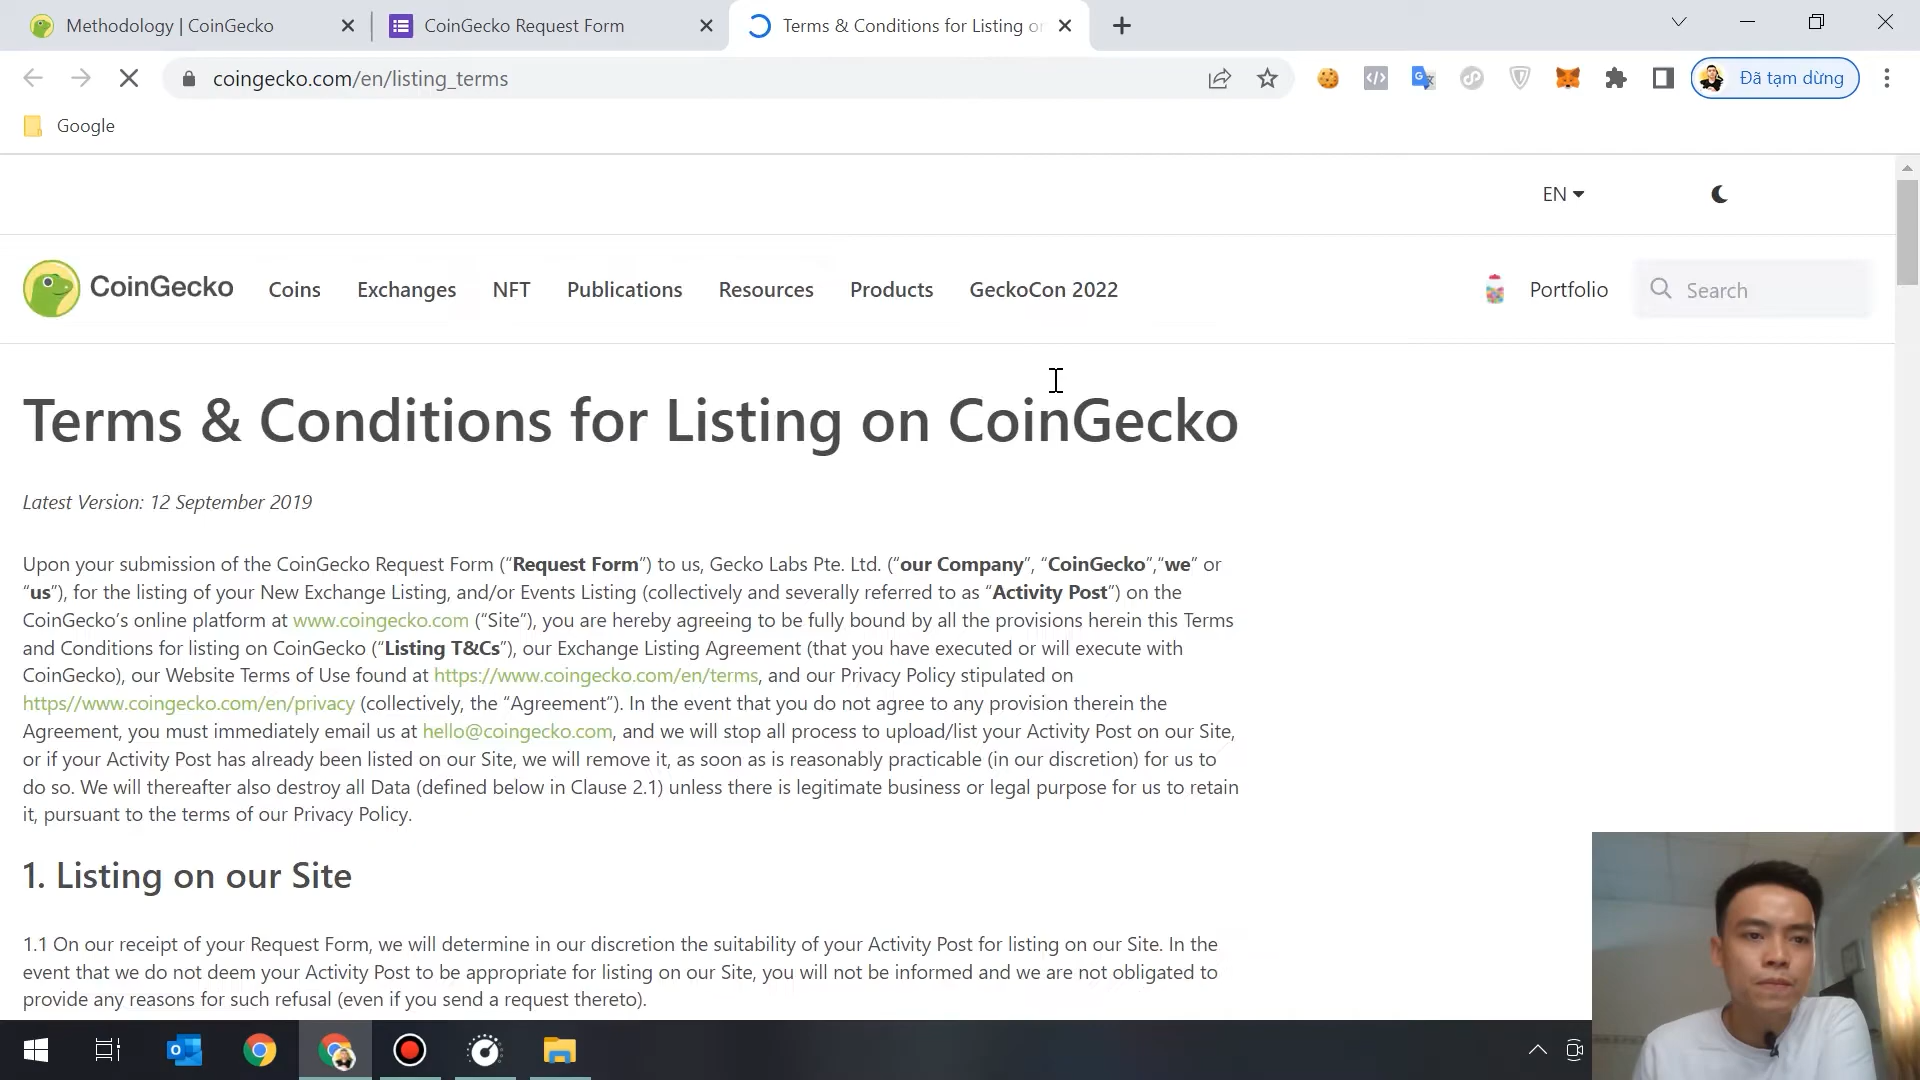 Methodology | CoinGecko
CoinGecko Request Form
Terms & Conditions for Listing or
coingecko.com/en/listing_terms
Đã tạm dừng
Google
EN
CoinGecko
Coins
Exchanges
NFT
Publications
Resources
Products
GeckoCon 2022
Portfolio
Search
Terms & Conditions for Listing on CoinGecko
Latest Version: 12 September 2019
Upon your submission of the CoinGecko Request Form (“Request Form”) to us, Gecko Labs Pte. Ltd. (“our Company”, “CoinGecko”,“we” or
“us”), for the listing of your New Exchange Listing, and/or Events Listing (collectively and severally referred to as “Activity Post”) on the
CoinGecko’s online platform at www.coingecko.com (“Site”), you are hereby agreeing to be fully bound by all the provisions herein this Terms
and Conditions for listing on CoinGecko (“Listing T&Cs”), our Exchange Listing Agreement (that you have executed or will execute with
CoinGecko), our Website Terms of Use found at https://www.coingecko.com/en/terms, and our Privacy Policy stipulated on
https//www.coingecko.com/en/privacy (collectively, the “Agreement”). In the event that you do not agree to any provision therein the
Agreement, you must immediately email us at hello@coingecko.com, and we will stop all process to upload/list your Activity Post on our Site,
or if your Activity Post has already been listed on our Site, we will remove it, as soon as is reasonably practicable (in our discretion) for us to
do so. We will thereafter also destroy all Data (defined below in Clause 2.1) unless there is legitimate business or legal purpose for us to retain
it, pursuant to the terms of our Privacy Policy.
1. Listing on our Site
1.1 On our receipt of your Request Form, we will determine in our discretion the suitability of your Activity Post for listing on our Site. In the
event that we do not deem your Activity Post to be appropriate for listing on our Site, you will not be informed and we are not obligated to
provide any reasons for such refusal (even if you send a request thereto).